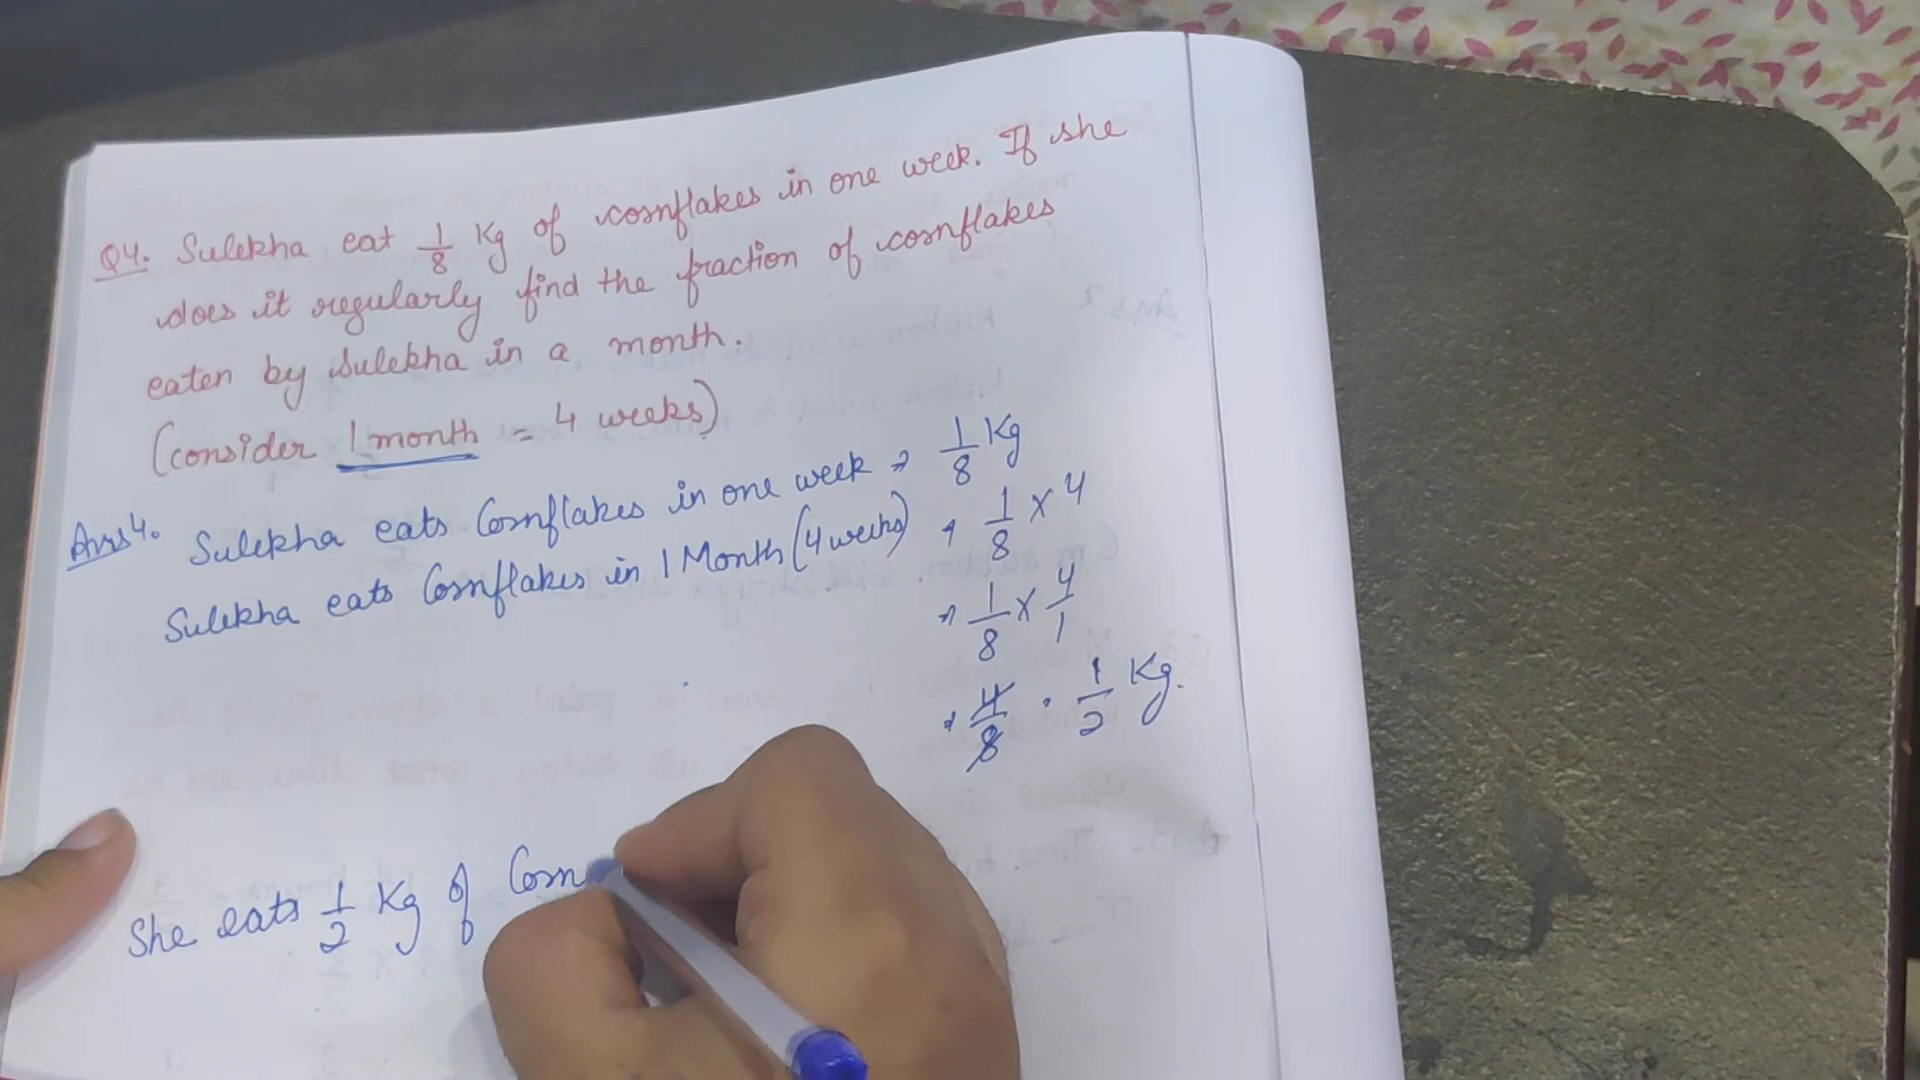 Q4. Sulekha eat 1/8 Kg of cornflakes in one week. If she
does it regularly find the fraction of cornflakes
eaten by Sulekha in a month.
(consider 1 month = 4 weeks)
Ans4. Sulekha eats Cornflakes in one week → 1/8 Kg
Sulekha eats Cornflakes in 1 Month (4 weeks) → 1/8 X 4
→ 1/8 X 4/1
→ 4/8 = 1/2 Kg.
She eats 1/2 Kg of Corn